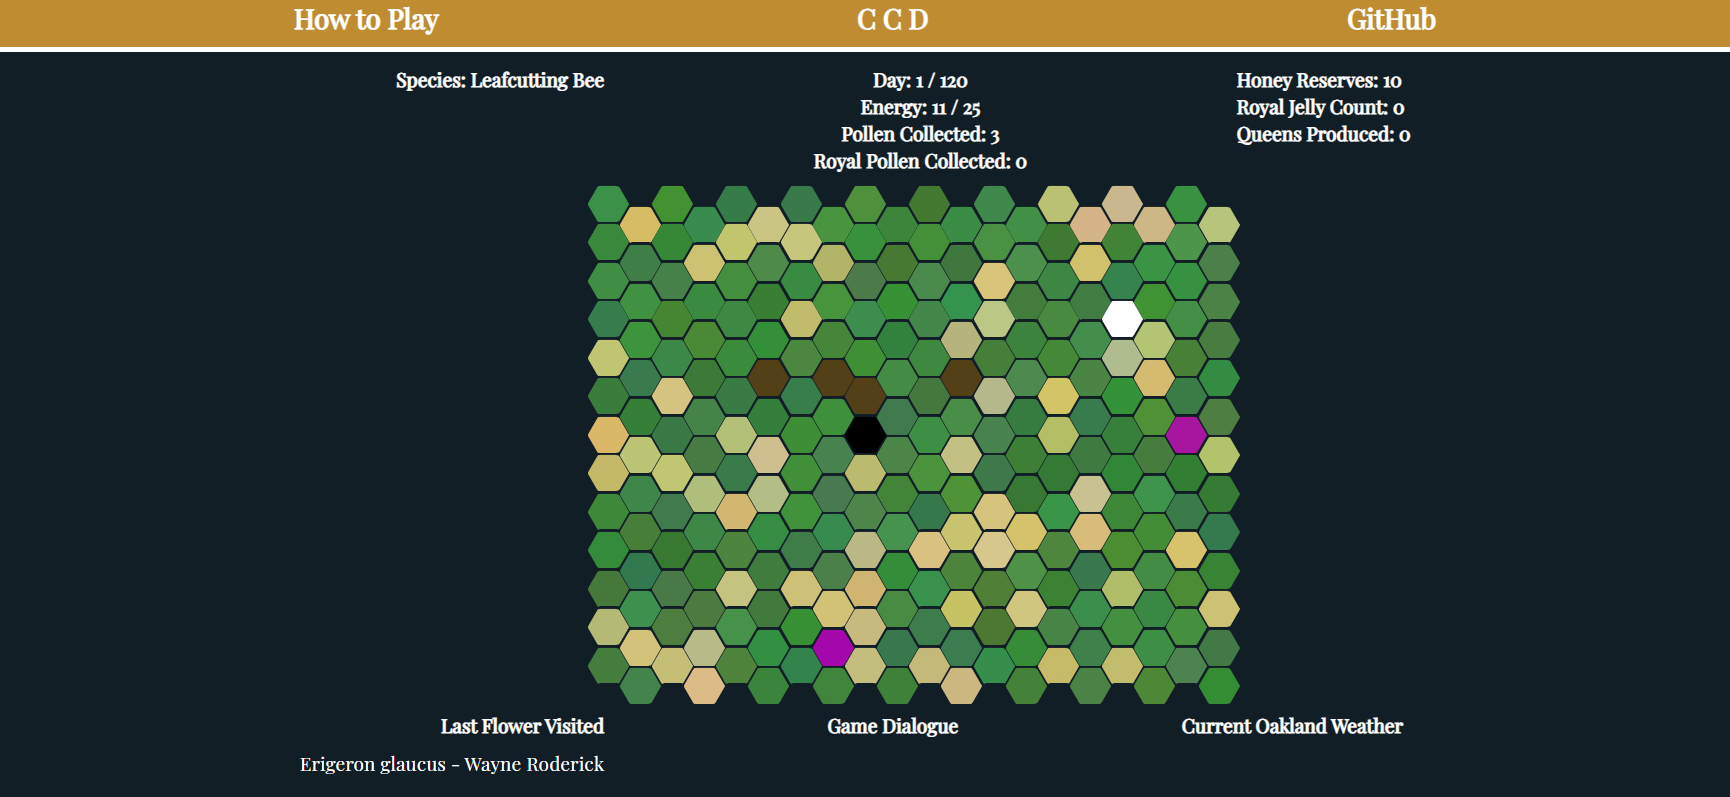 How to Play
C C D
GitHub
Species: Leafcutting Bee
Day: 1 / 120
Energy: 11 / 25
Pollen Collected: 3
Royal Pollen Collected: 0
Honey Reserves: 10
Royal Jelly Count: 0
Queens Produced: 0
Last Flower Visited
Erigeron glaucus - Wayne Roderick
Game Dialogue
Current Oakland Weather